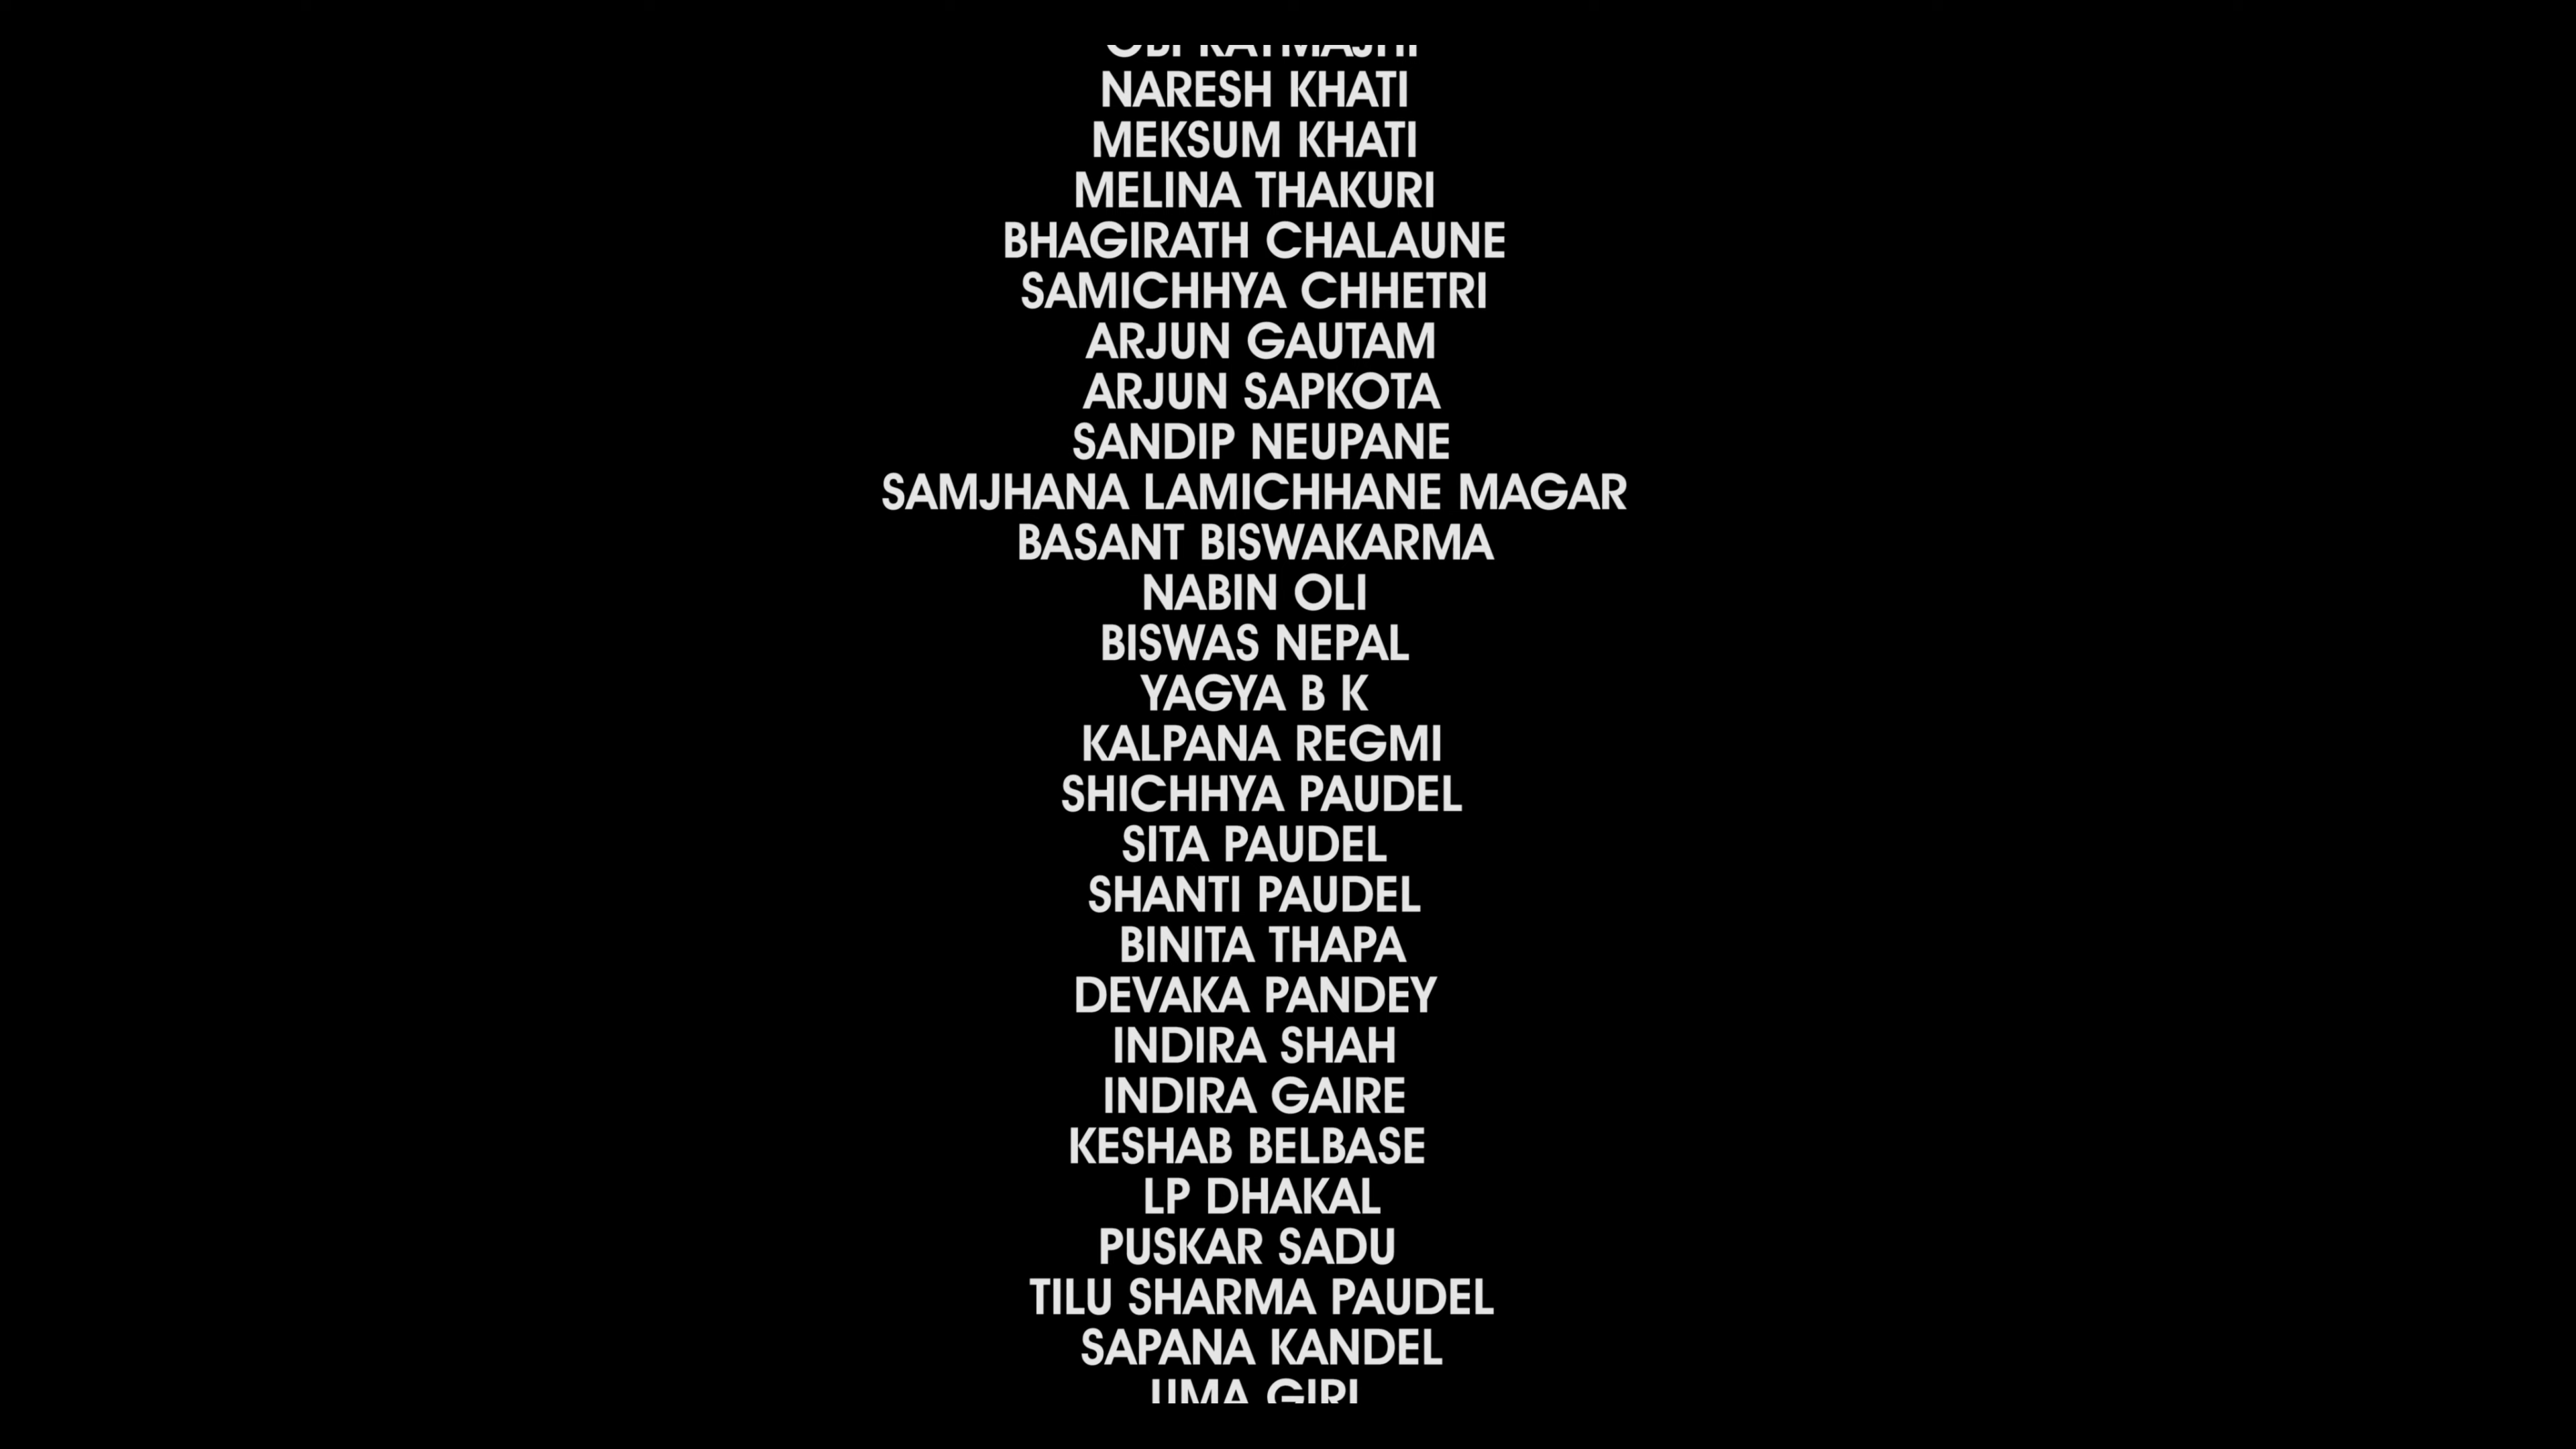 NARESH KHATI
MEKSUM KHATI
MELINA THAKURI
BHAGIRATH CHALAUNE
SAMICHHYA CHHETRI
ARJUN GAUTAM
ARJUN SAPKOTA
SANDIP NEUPANE
SAMJHANA LAMICHHANE MAGAR
BASANT BISWAKARMA
NABIN OLI
BISWAS NEPAL
YAGYA B K
KALPANA REGMI
SHICHHYA PAUDEL
SITA PAUDEL
SHANTI PAUDEL
BINITA THAPA
DEVAKA PANDEY
INDIRA SHAH
INDIRA GAIRE
KESHAB BELBASE
LP DHAKAL
PUSKAR SADU
TILU SHARMA PAUDEL
SAPANA KANDEL
UMA GIRI